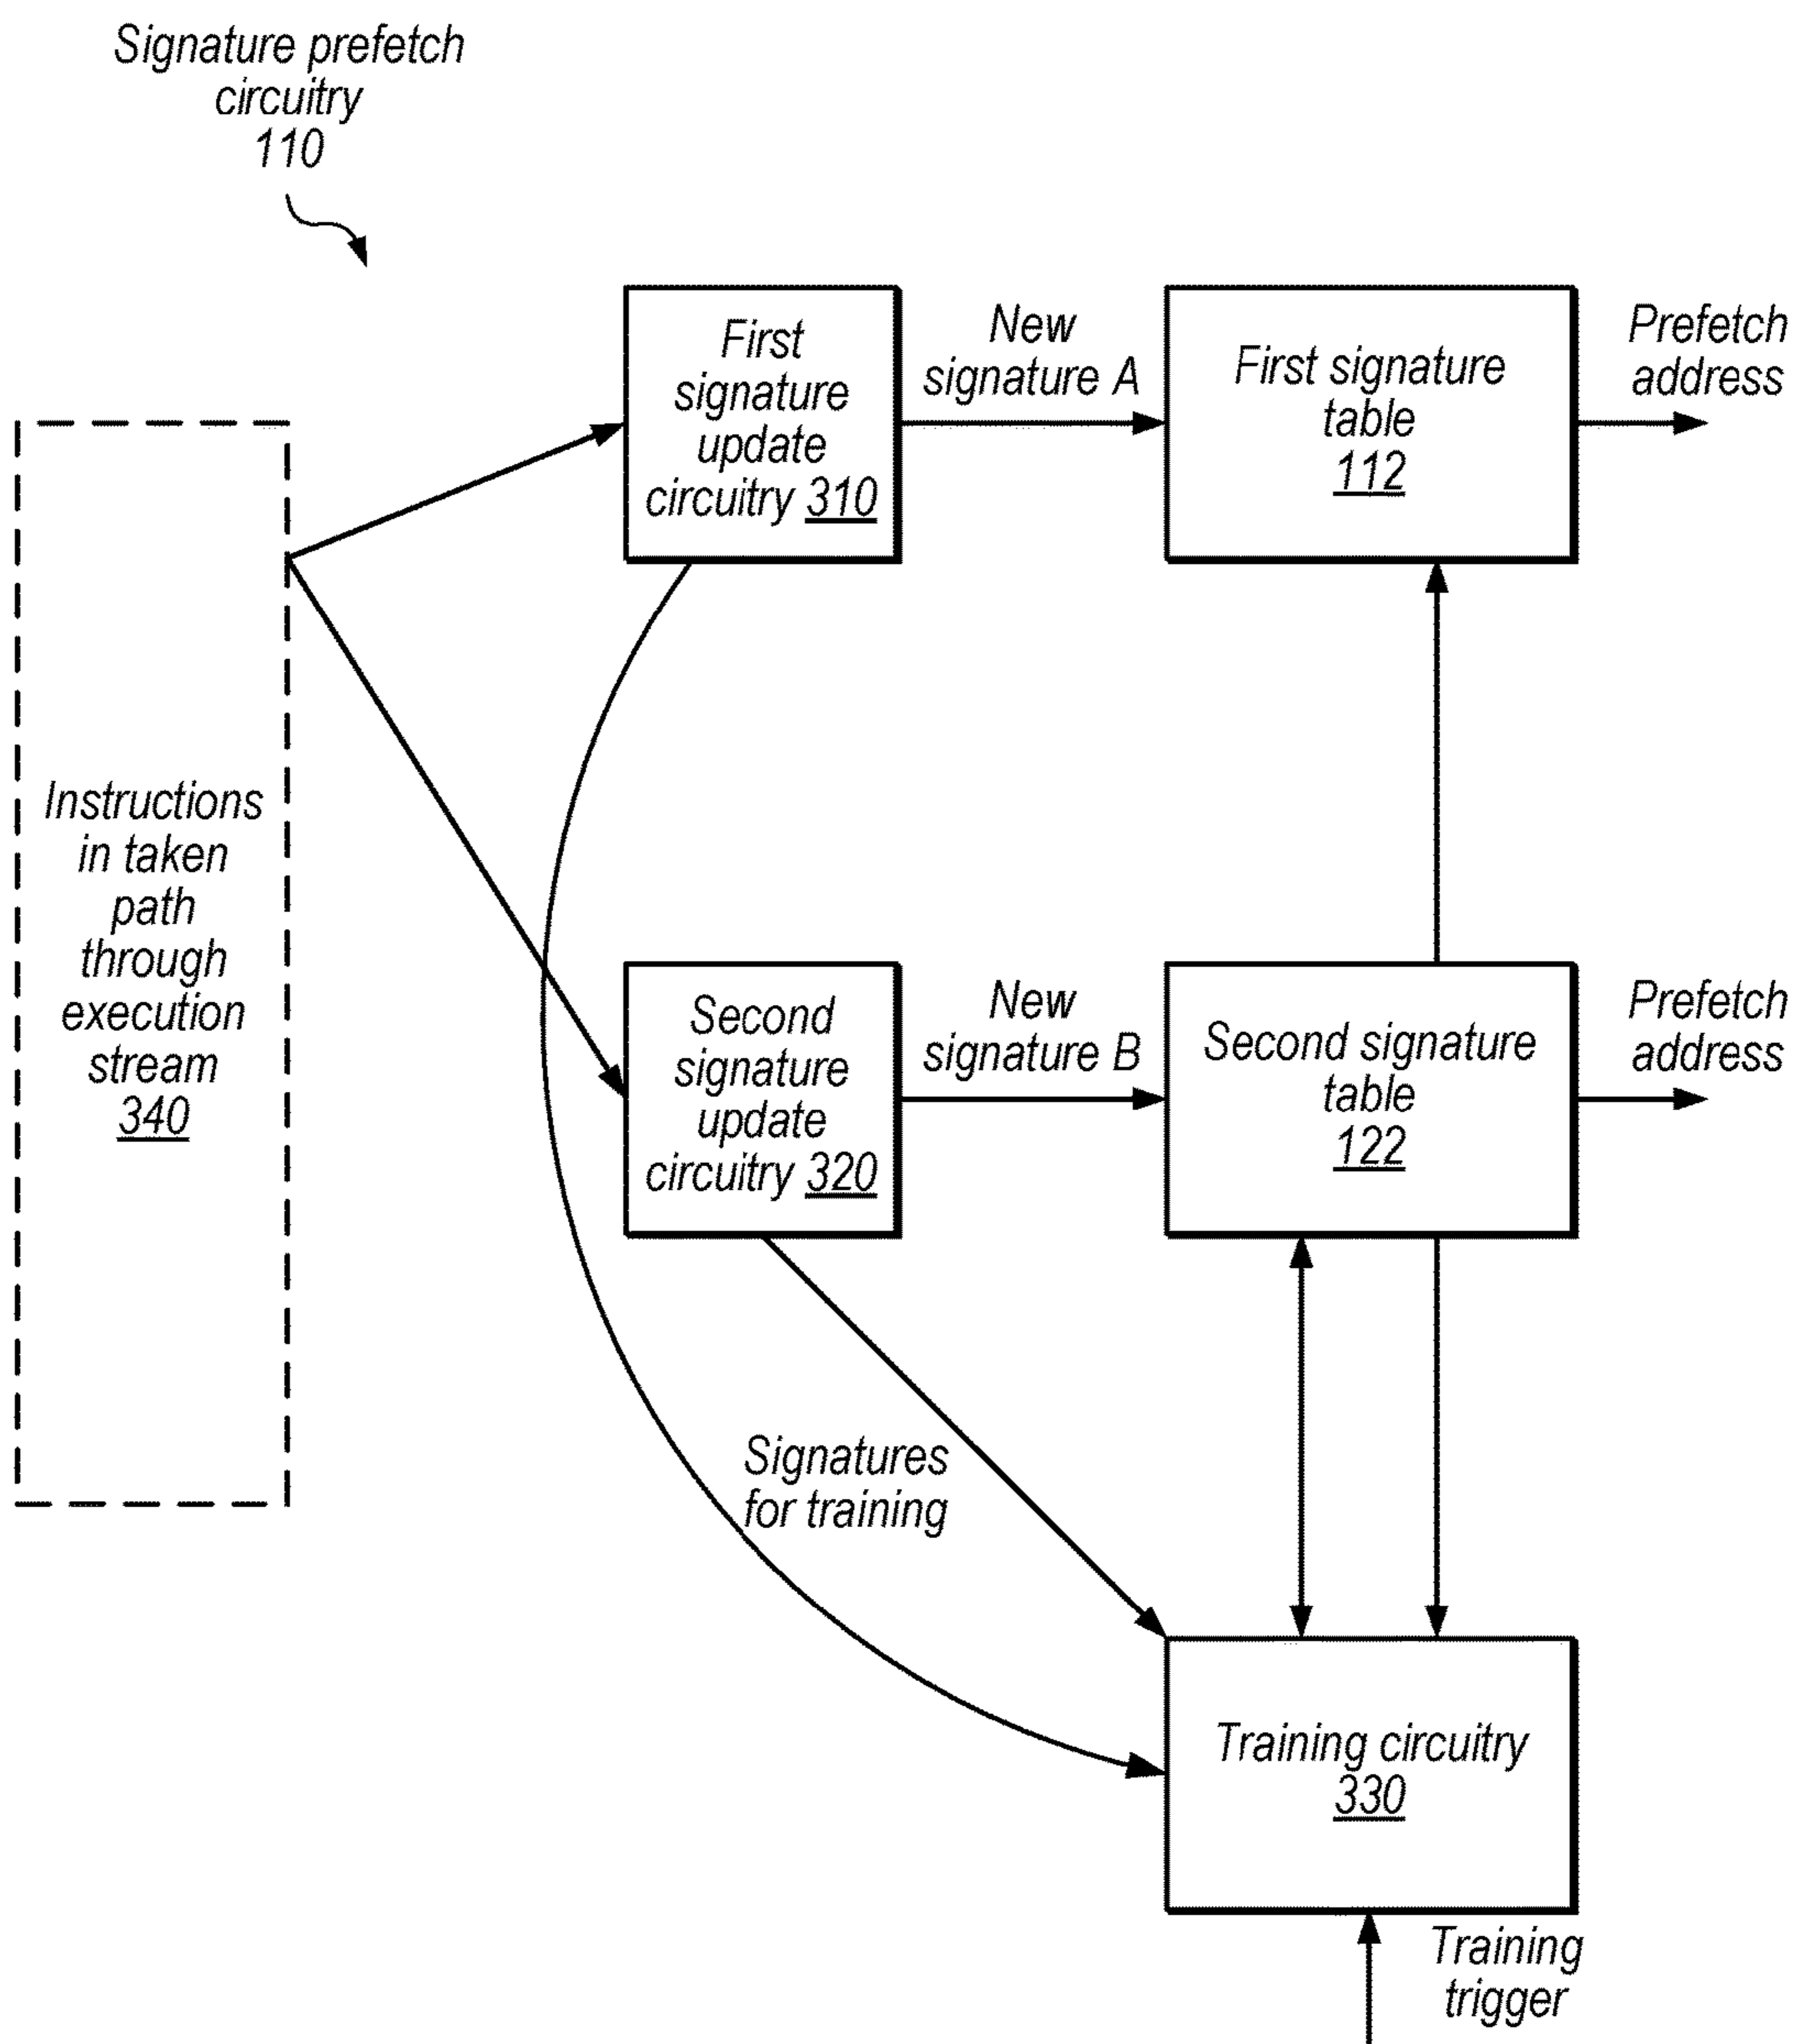 Signature prefetch
circuitry
110
First
signature
update
circuitry 310
New
signature A
First signature
table
112
Prefetch
address
Instructions
in taken
path
through
execution
stream
340
Second
signature
update
circuitry 320
New
signature B
Second signature
table
122
Prefetch
address
Signatures
for training
Training circuitry
330
Training
trigger